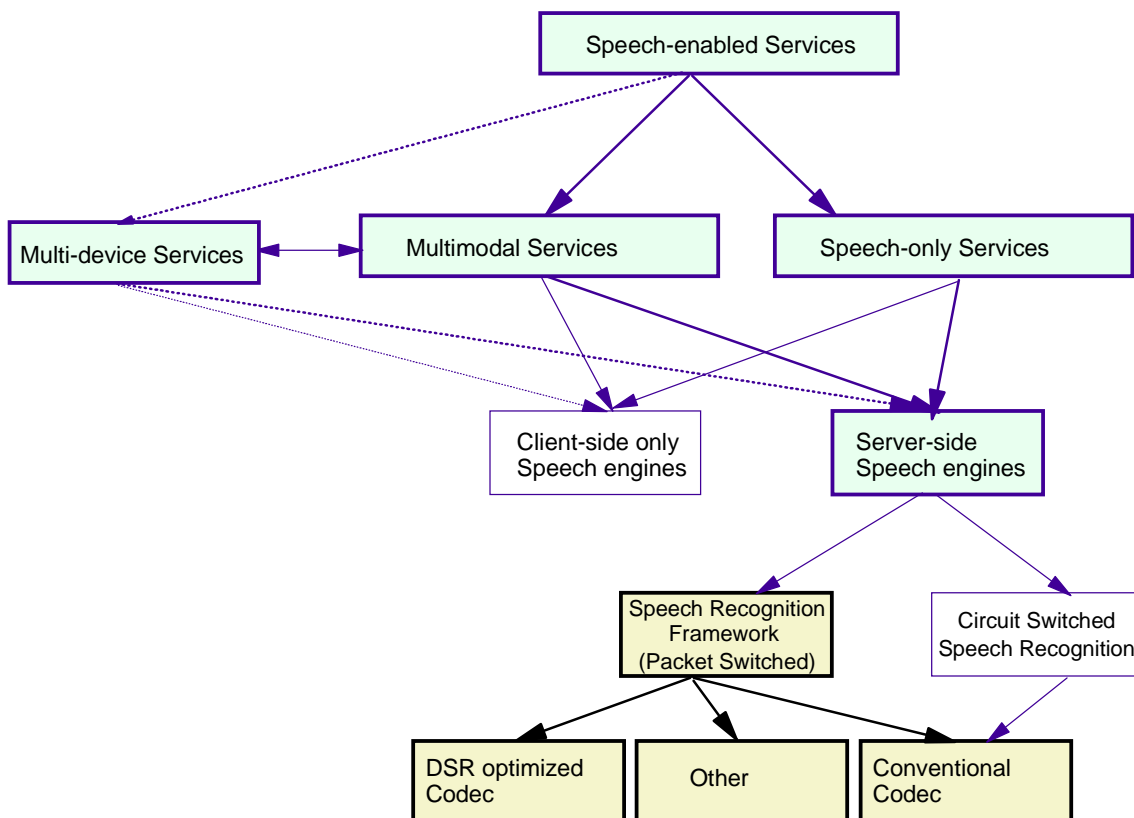 Speech-enabled Services
Multi-device Services
Multimodal Services
Speech-only Services
Client-side only
Speech engines
Server-side
Speech engines
Speech Recognition
Framework
(Packet Switched)
Circuit Switched
Speech Recognition
DSR optimized
Codec
Other
Conventional
Codec